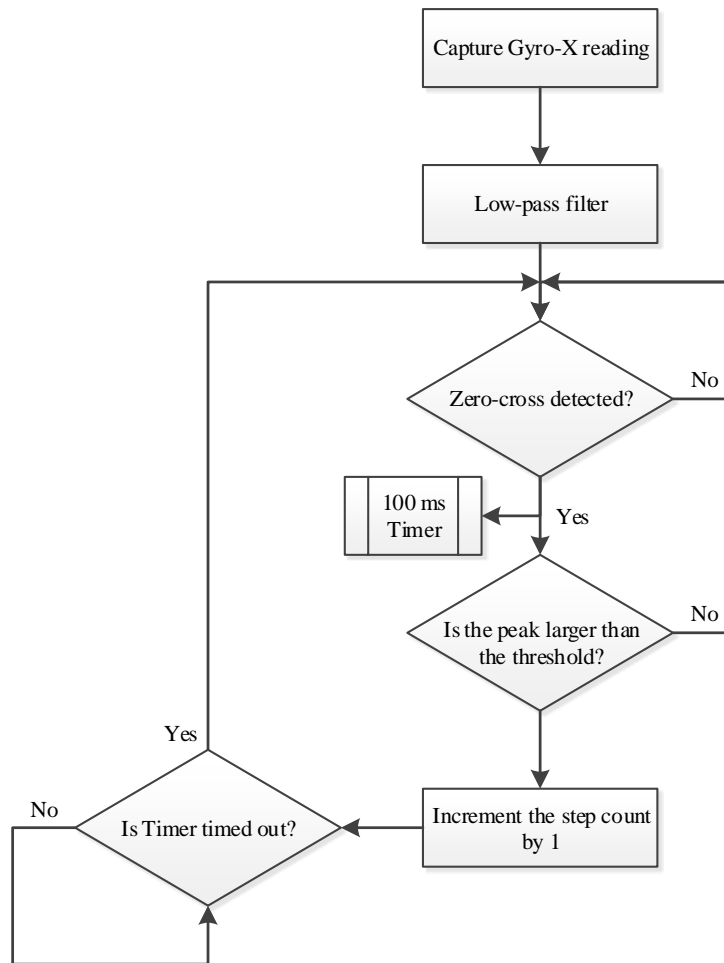 Capture Gyro-X reading
Low-pass filter
Zero-cross detected?
No
100 ms
Timer
Yes
Is the peak larger than
the threshold?
No
Increment the step count
by 1
Yes
Is Timer timed out?
No